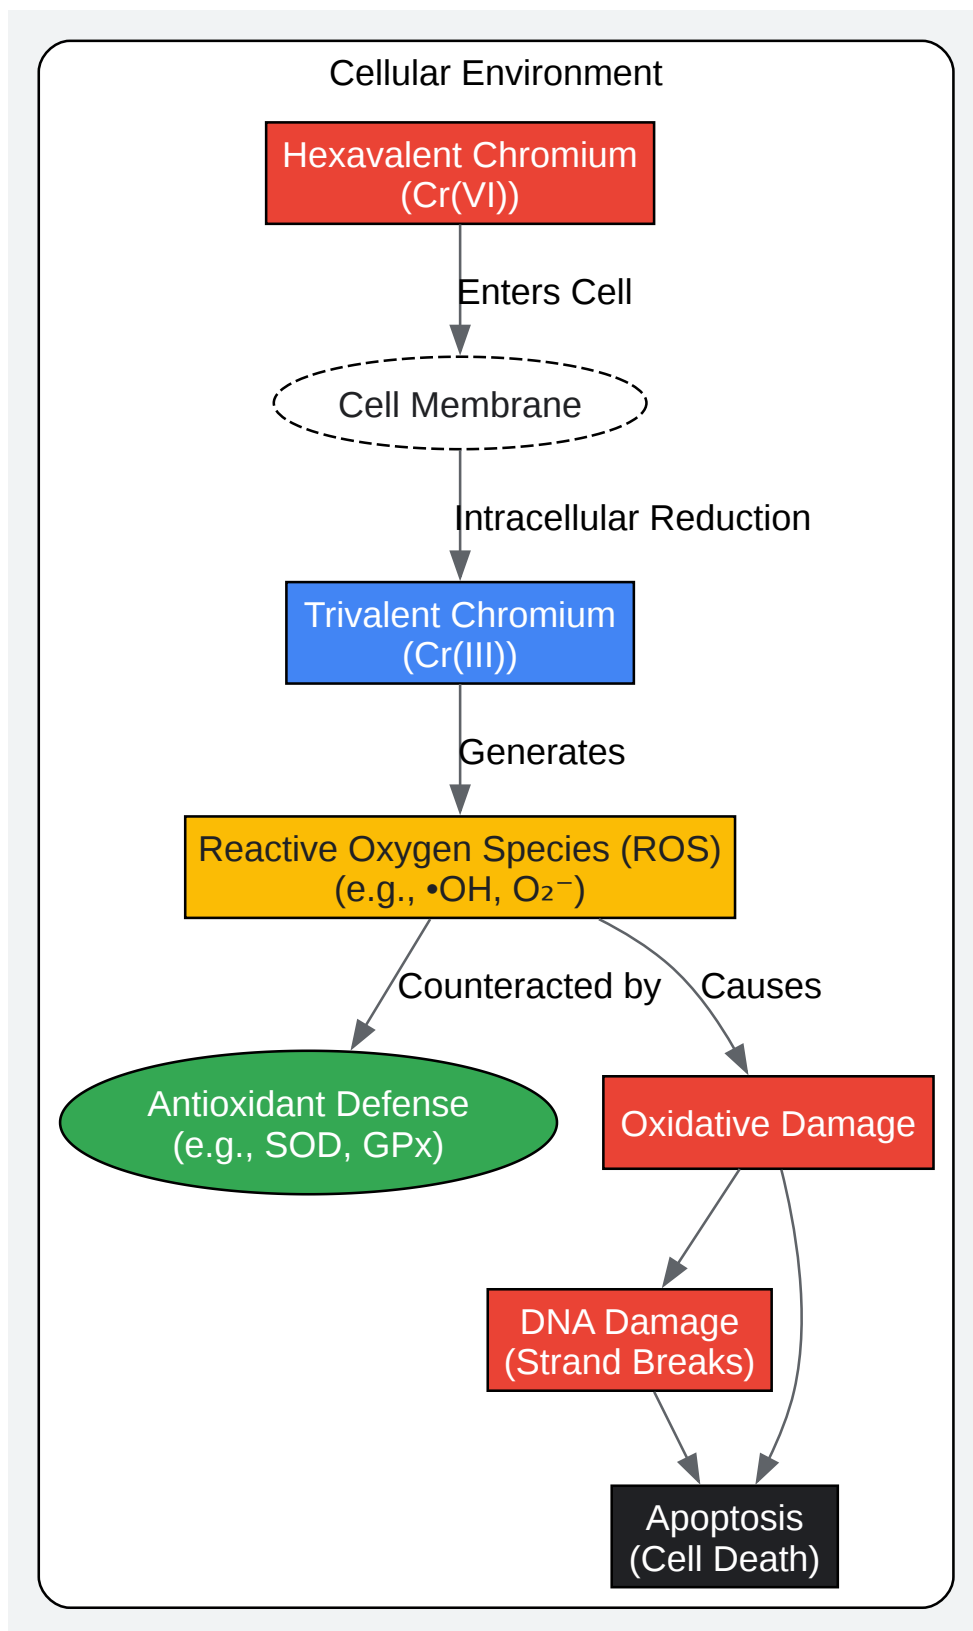 Cellular Environment
Hexavalent Chromium
(Cr(VI))
Enters Cell
Cell Membrane
Intracellular Reduction
Trivalent Chromium
(Cr(III))
Generates
Reactive Oxygen Species (ROS)
(e.g., •OH, O₂⁻)
Counteracted by
Causes
Antioxidant Defense
(e.g., SOD, GPx)
Oxidative Damage
DNA Damage
(Strand Breaks)
Apoptosis
(Cell Death)